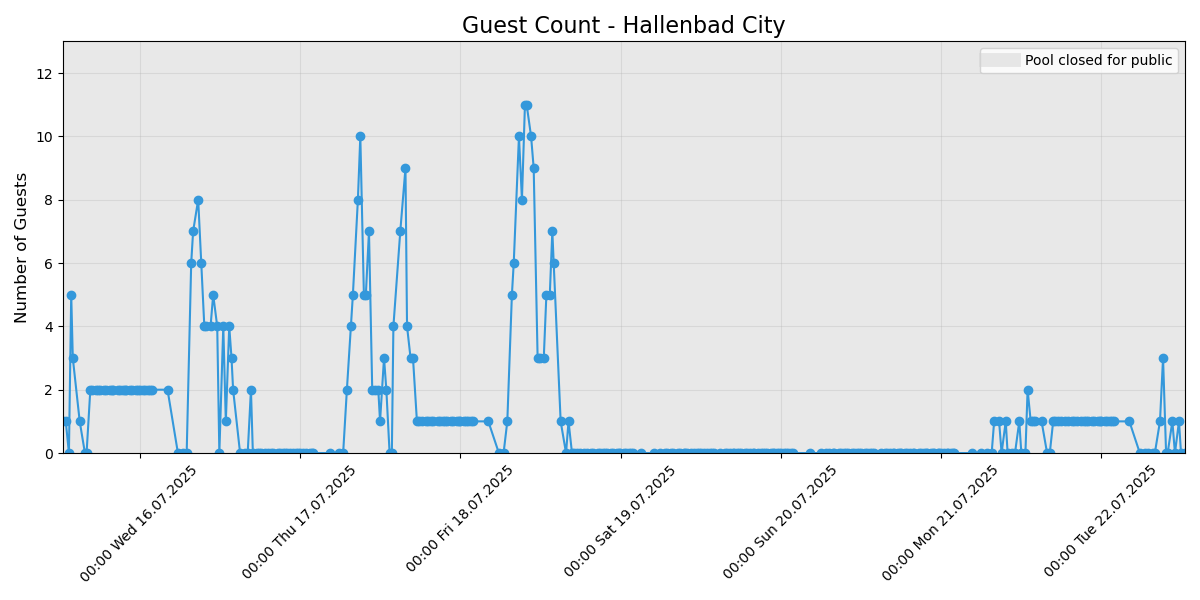 Guest Count - Hallenbad City
Pool closed for public
Number of Guests
12
10
8
6
4
2
0
00:00 Wed 16.07.2025
00:00 Thu 17.07.2025
00:00 Fri 18.07.2025
00:00 Sat 19.07.2025
00:00 Sun 20.07.2025
00:00 Mon 21.07.2025
00:00 Tue 22.07.2025